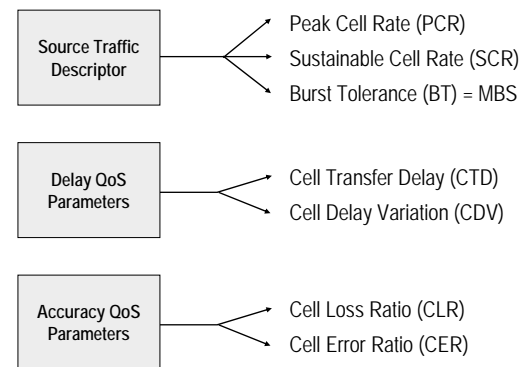 Source Traffic
Descriptor
Peak Cell Rate (PCR)
Sustainable Cell Rate (SCR)
Burst Tolerance (BT) = MBS
Delay QoS
Parameters
Cell Transfer Delay (CTD)
Cell Delay Variation (CDV)
Accuracy QoS
Parameters
Cell Loss Ratio (CLR)
Cell Error Ratio (CER)